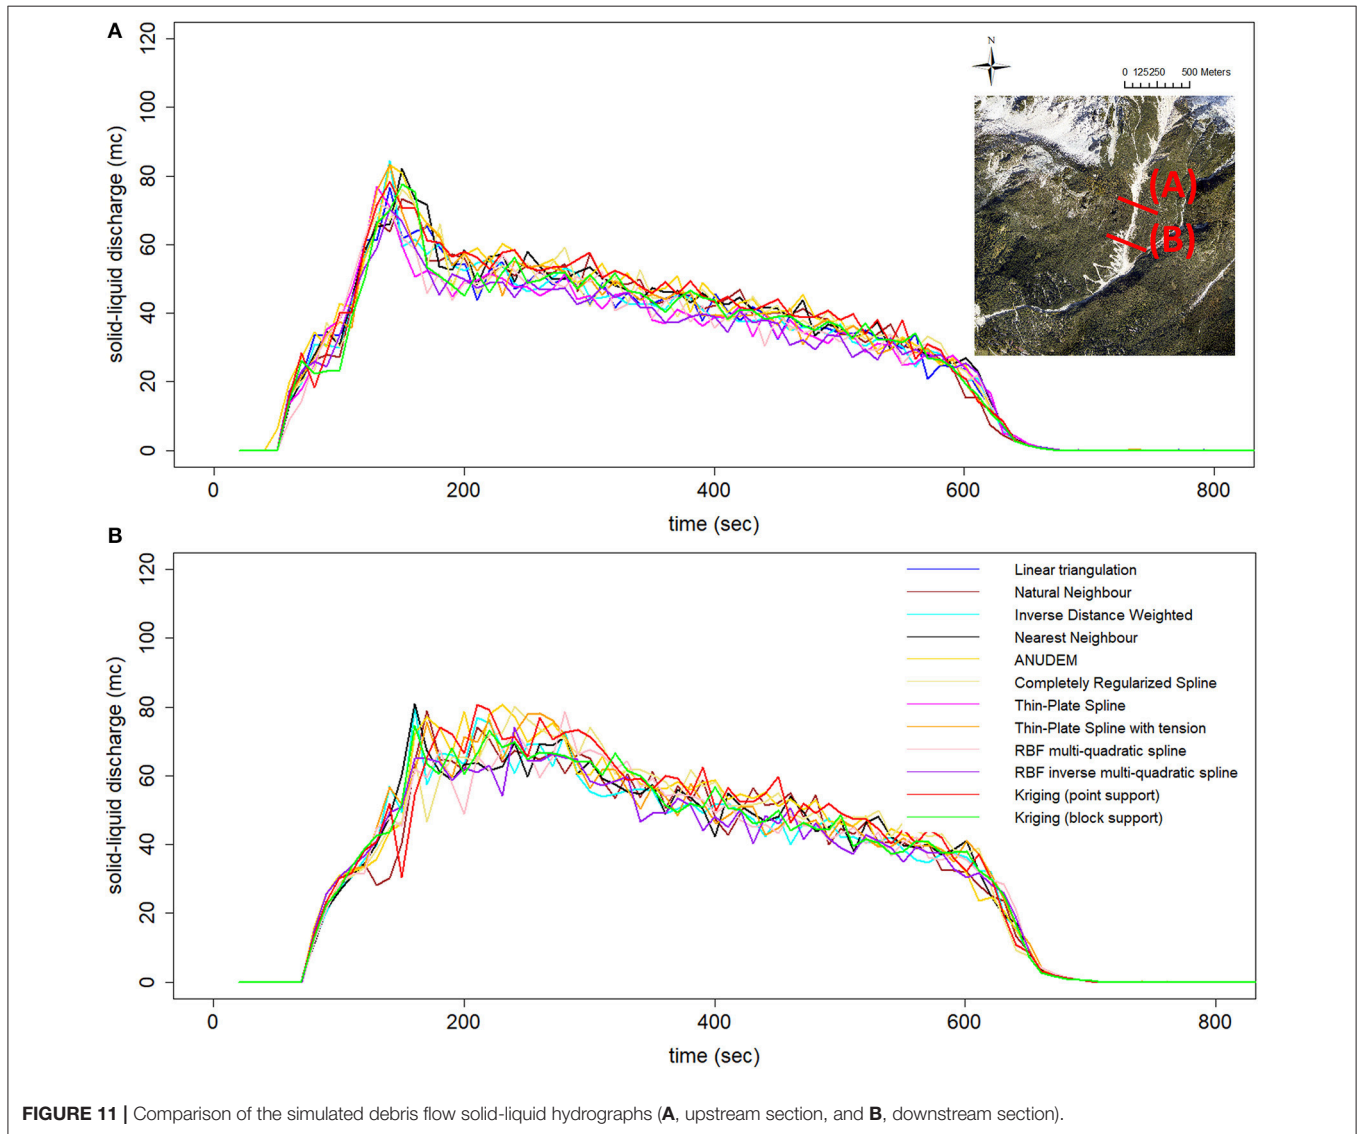 A
120
100
80
60
40
20
0
solid-liquid discharge (mc)
N
0 125250 500 Meters
(A)
(B)
0 200 400 600 800
time (sec)
B
120
100
80
60
40
20
0
solid-liquid discharge (mc)
Linear triangulation
Natural Neighbour
Inverse Distance Weighted
Nearest Neighbour
ANUDEM
Completely Regularized Spline
Thin-Plate Spline
Thin-Plate Spline with tension
RBF multi-quadratic spline
RBF inverse multi-quadratic spline
Kriging (point support)
Kriging (block support)
0 200 400 600 800
time (sec)
FIGURE 11 | Comparison of the simulated debris flow solid-liquid hydrographs (A, upstream section, and B, downstream section).